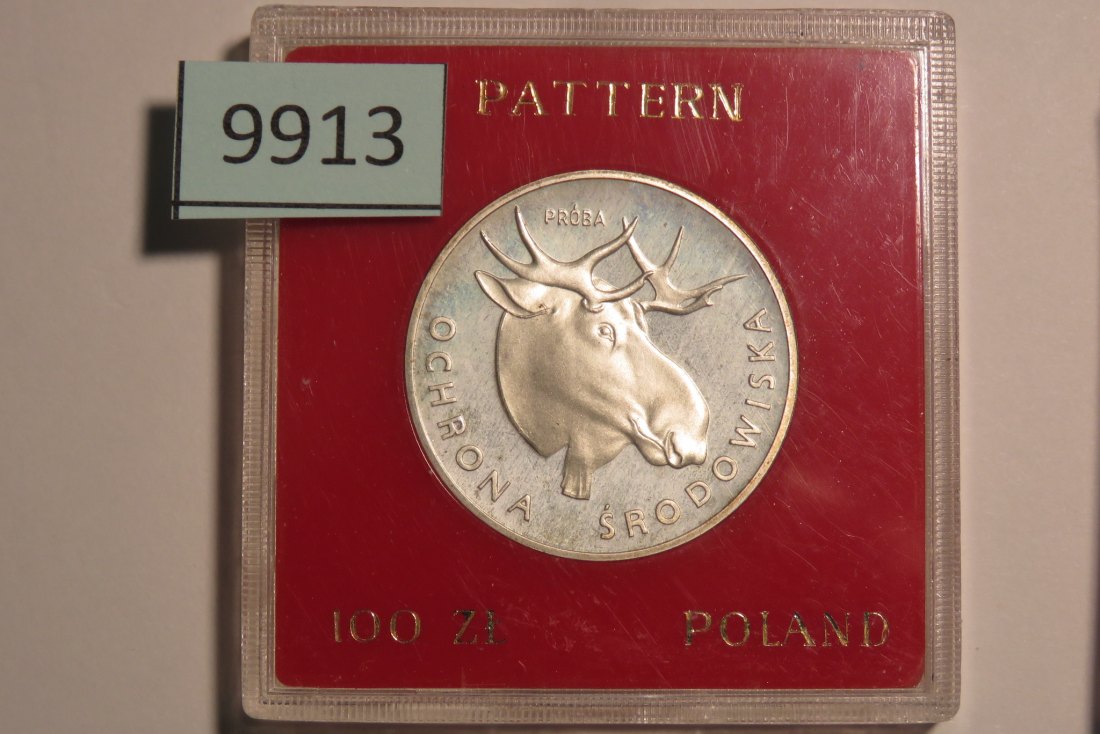 9913
PATTERN
PRÓBA
OCHRONA ŚRODOWISKA
100 ZŁ POLAND